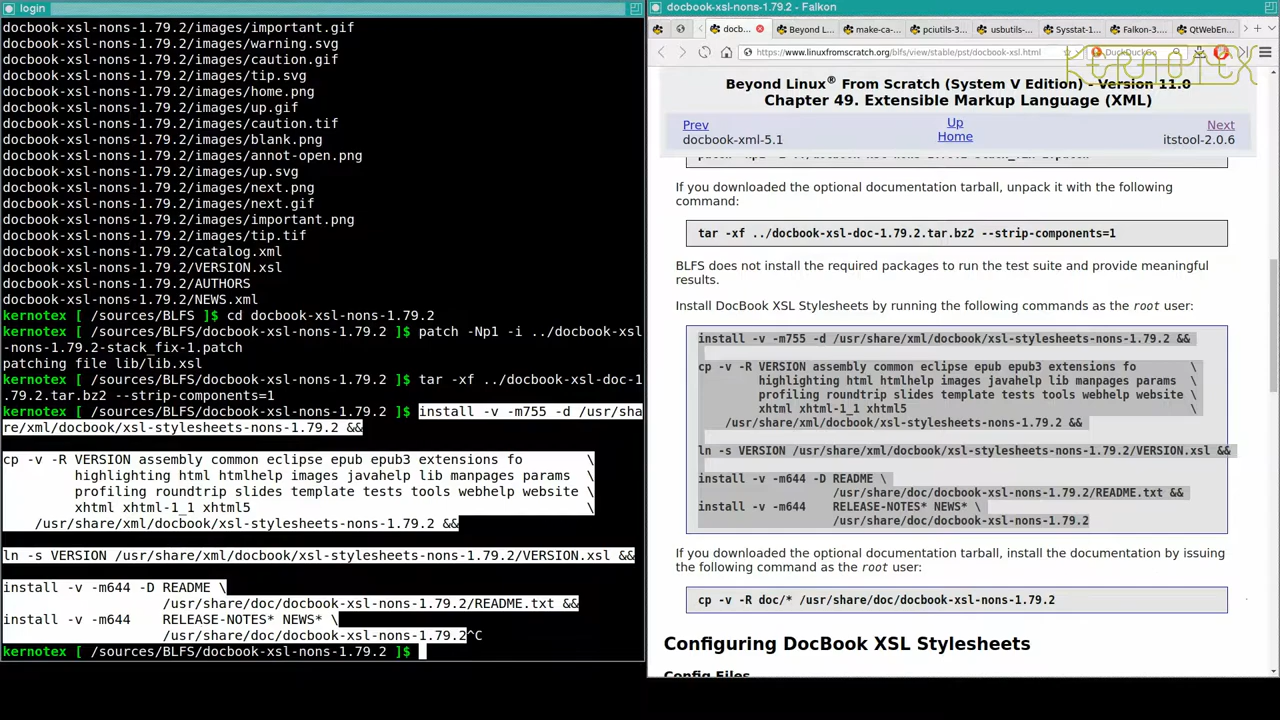 login
docbook-xsl-nons-1.79.2/images/important.gif
docbook-xsl-nons-1.79.2/images/warning.svg
docbook-xsl-nons-1.79.2/images/caution.gif
docbook-xsl-nons-1.79.2/images/tip.svg
docbook-xsl-nons-1.79.2/images/home.png
docbook-xsl-nons-1.79.2/images/up.gif
docbook-xsl-nons-1.79.2/images/caution.tif
docbook-xsl-nons-1.79.2/images/blank.png
docbook-xsl-nons-1.79.2/images/annot-open.png
docbook-xsl-nons-1.79.2/images/up.svg
docbook-xsl-nons-1.79.2/images/next.png
docbook-xsl-nons-1.79.2/images/next.gif
docbook-xsl-nons-1.79.2/images/important.png
docbook-xsl-nons-1.79.2/images/tip.tif
docbook-xsl-nons-1.79.2/catalog.xml
docbook-xsl-nons-1.79.2/VERSION.xsl
docbook-xsl-nons-1.79.2/AUTHORS
docbook-xsl-nons-1.79.2/NEWS.xml
kernotex [ /sources/BLFS ]$ cd docbook-xsl-nons-1.79.2
kernotex [ /sources/BLFS/docbook-xsl-nons-1.79.2 ]$ patch -Np1 -i ../docbook-xsl
-nons-1.79.2-stack_fix-1.patch
patching file lib/lib.xsl
kernotex [ /sources/BLFS/docbook-xsl-nons-1.79.2 ]$ tar -xf ../docbook-xsl-doc-1
.79.2.tar.bz2 --strip-components=1
kernotex [ /sources/BLFS/docbook-xsl-nons-1.79.2 ]$ install -v -m755 -d /usr/sha
re/xml/docbook/xsl-stylesheets-nons-1.79.2 &&
cp -v -R VERSION assembly common eclipse epub epub3 extensions fo \
highlighting html htmlhelp images javahelp lib manpages params \
profiling roundtrip slides template tests tools webhelp website \
xhtml xhtml-1_1 xhtml5 \
/usr/share/xml/docbook/xsl-stylesheets-nons-1.79.2 &&
ln -s VERSION /usr/share/xml/docbook/xsl-stylesheets-nons-1.79.2/VERSION.xsl &&
install -v -m644 -D README \
/usr/share/doc/docbook-xsl-nons-1.79.2/README.txt &&
install -v -m644 RELEASE-NOTES* NEWS* \
/usr/share/doc/docbook-xsl-nons-1.79.2^C
kernotex [ /sources/BLFS/docbook-xsl-nons-1.79.2 ]$
docbook-xsl-nons-1.79.2 - Falkon
docb... Beyond L... make-ca-... pciutils-3... usbutils-... Sysstat-1... Falkon-3... QtWebEn...
https://www.linuxfromscratch.org/blfs/view/stable/pst/docbook-xsl.html DuckDuckGo
KERNOTEX
Beyond Linux® From Scratch (System V Edition) - Version 11.0
Chapter 49. Extensible Markup Language (XML)
Prev Up Next
docbook-xml-5.1 Home itstool-2.0.6
If you downloaded the optional documentation tarball, unpack it with the following
command:
tar -xf ../docbook-xsl-doc-1.79.2.tar.bz2 --strip-components=1
BLFS does not install the required packages to run the test suite and provide meaningful
results.
Install DocBook XSL Stylesheets by running the following commands as the root user:
install -v -m755 -d /usr/share/xml/docbook/xsl-stylesheets-nons-1.79.2 &&
cp -v -R VERSION assembly common eclipse epub epub3 extensions fo \
highlighting html htmlhelp images javahelp lib manpages params \
profiling roundtrip slides template tests tools webhelp website \
xhtml xhtml-1_1 xhtml5 \
/usr/share/xml/docbook/xsl-stylesheets-nons-1.79.2 &&
ln -s VERSION /usr/share/xml/docbook/xsl-stylesheets-nons-1.79.2/VERSION.xsl &&
install -v -m644 -D README \
/usr/share/doc/docbook-xsl-nons-1.79.2/README.txt &&
install -v -m644 RELEASE-NOTES* NEWS* \
/usr/share/doc/docbook-xsl-nons-1.79.2
If you downloaded the optional documentation tarball, install the documentation by issuing
the following command as the root user:
cp -v -R doc/* /usr/share/doc/docbook-xsl-nons-1.79.2
Configuring DocBook XSL Stylesheets
Config Files